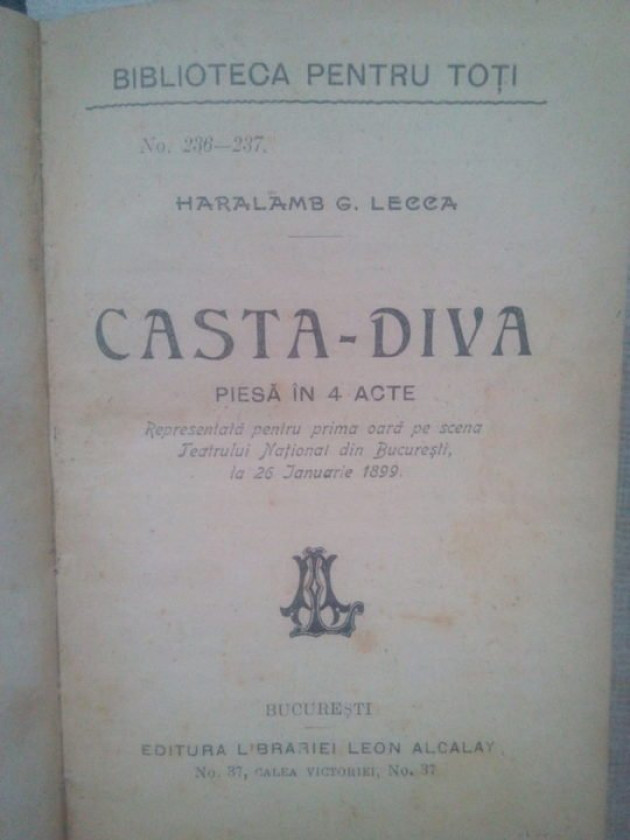 BIBLIOTECA PENTRU TOȚI
No. 236—237.
HARALAMB G. LECCA
CASTA-DIVA
PIESĂ ÎN 4 ACTE
Representată pentru prima oară pe scena
Teatrului Național din București,
la 26 Ianuarie 1899.
AL
BUCUREȘTI
EDITURA LIBRARIEI LEON ALCALAY
No. 37, CALEA VICTORIEI, No. 37